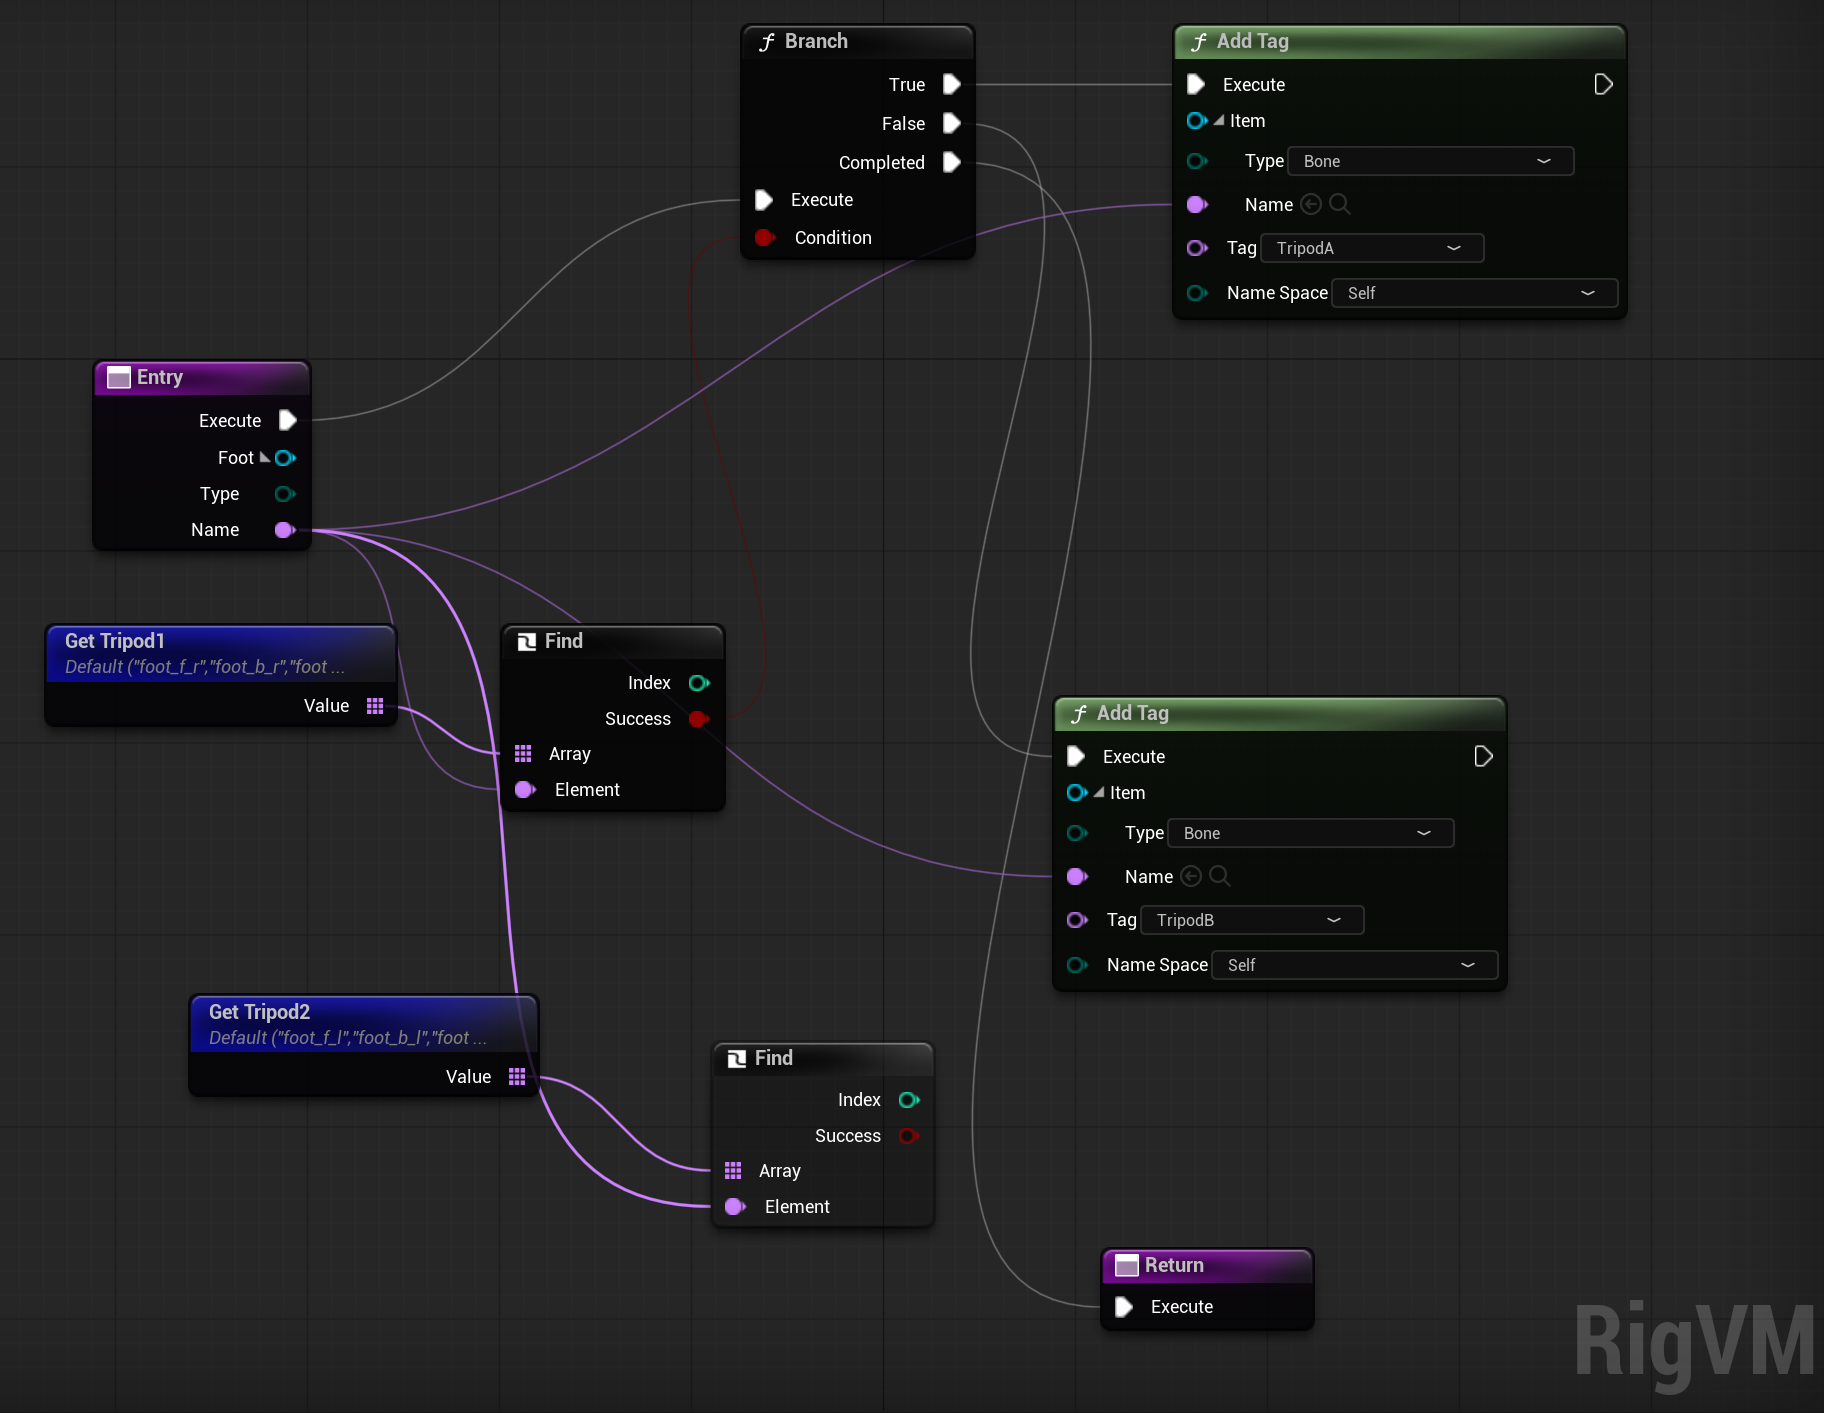 Branch
True
False
Completed
Execute
Condition
Add Tag
Execute
Item
Type Bone
Name
Tag TripodA
Name Space Self
Entry
Execute
Foot
Type
Name
Get Tripod1
Default ("foot_f_r","foot_b_r","foot ...
Value
Find
Index
Success
Array
Element
Add Tag
Execute
Item
Type Bone
Name
Tag TripodB
Name Space Self
Get Tripod2
Default ("foot_f_l","foot_b_l","foot ...
Value
Find
Index
Success
Array
Element
Return
Execute
RigVM